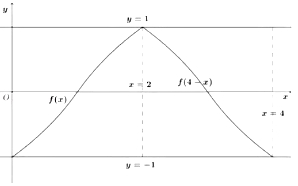 y
y = 1
x = 2
f(4 − x)
O
f(x)
x
x = 4
y = −1